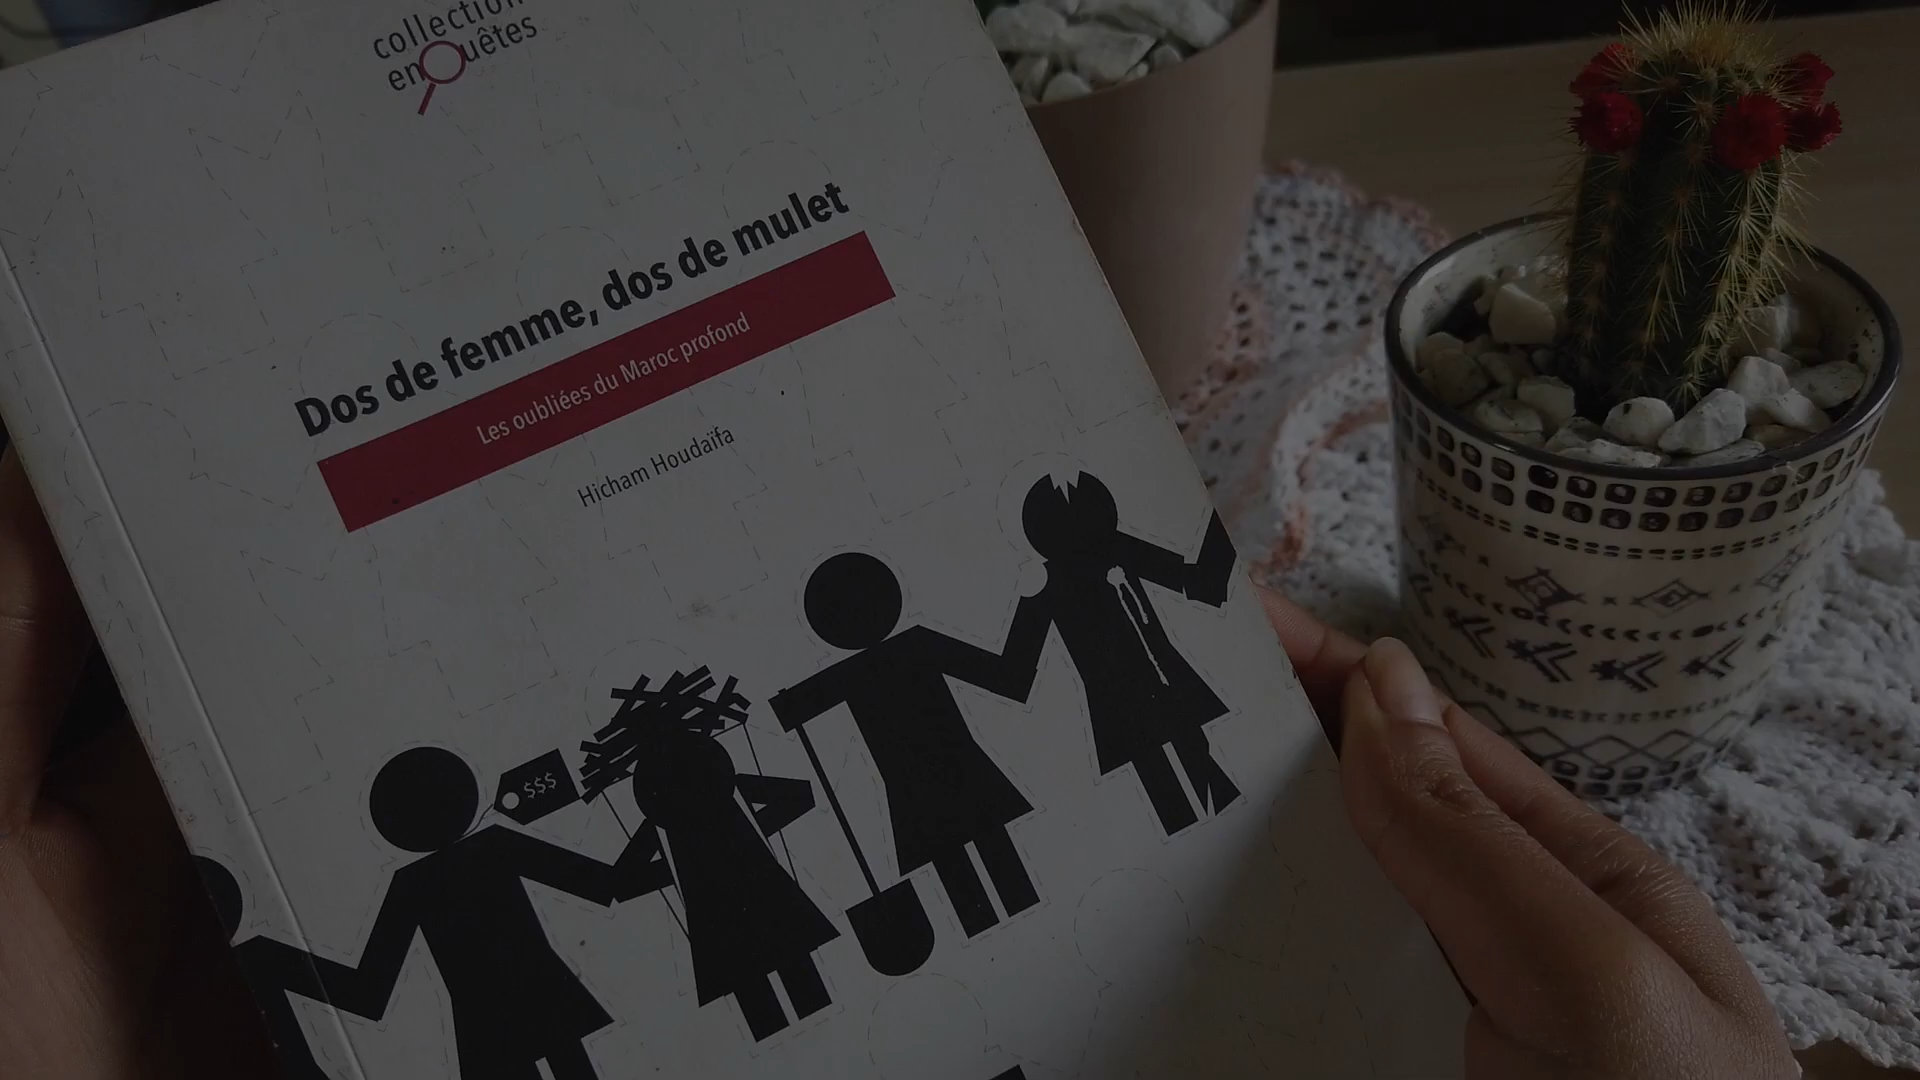 collection
enquêtes
Dos de femme, dos de mulet
Les oubliées du Maroc profond
Hicham Houdaïfa
$$$